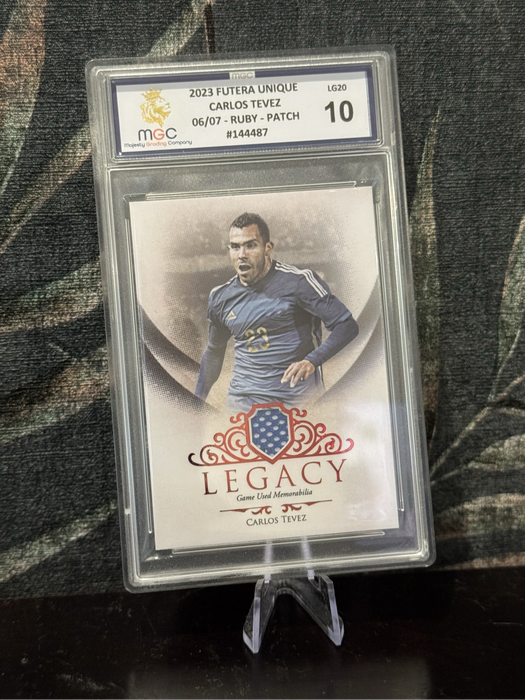 MGC
2023 FUTERA UNIQUE
LG20
CARLOS TEVEZ
10
06/07 - RUBY - PATCH
#144487
mGC
Majesty Grading Company
23
LEGACY
Game Used Memorabilia
CARLOS TEVEZ